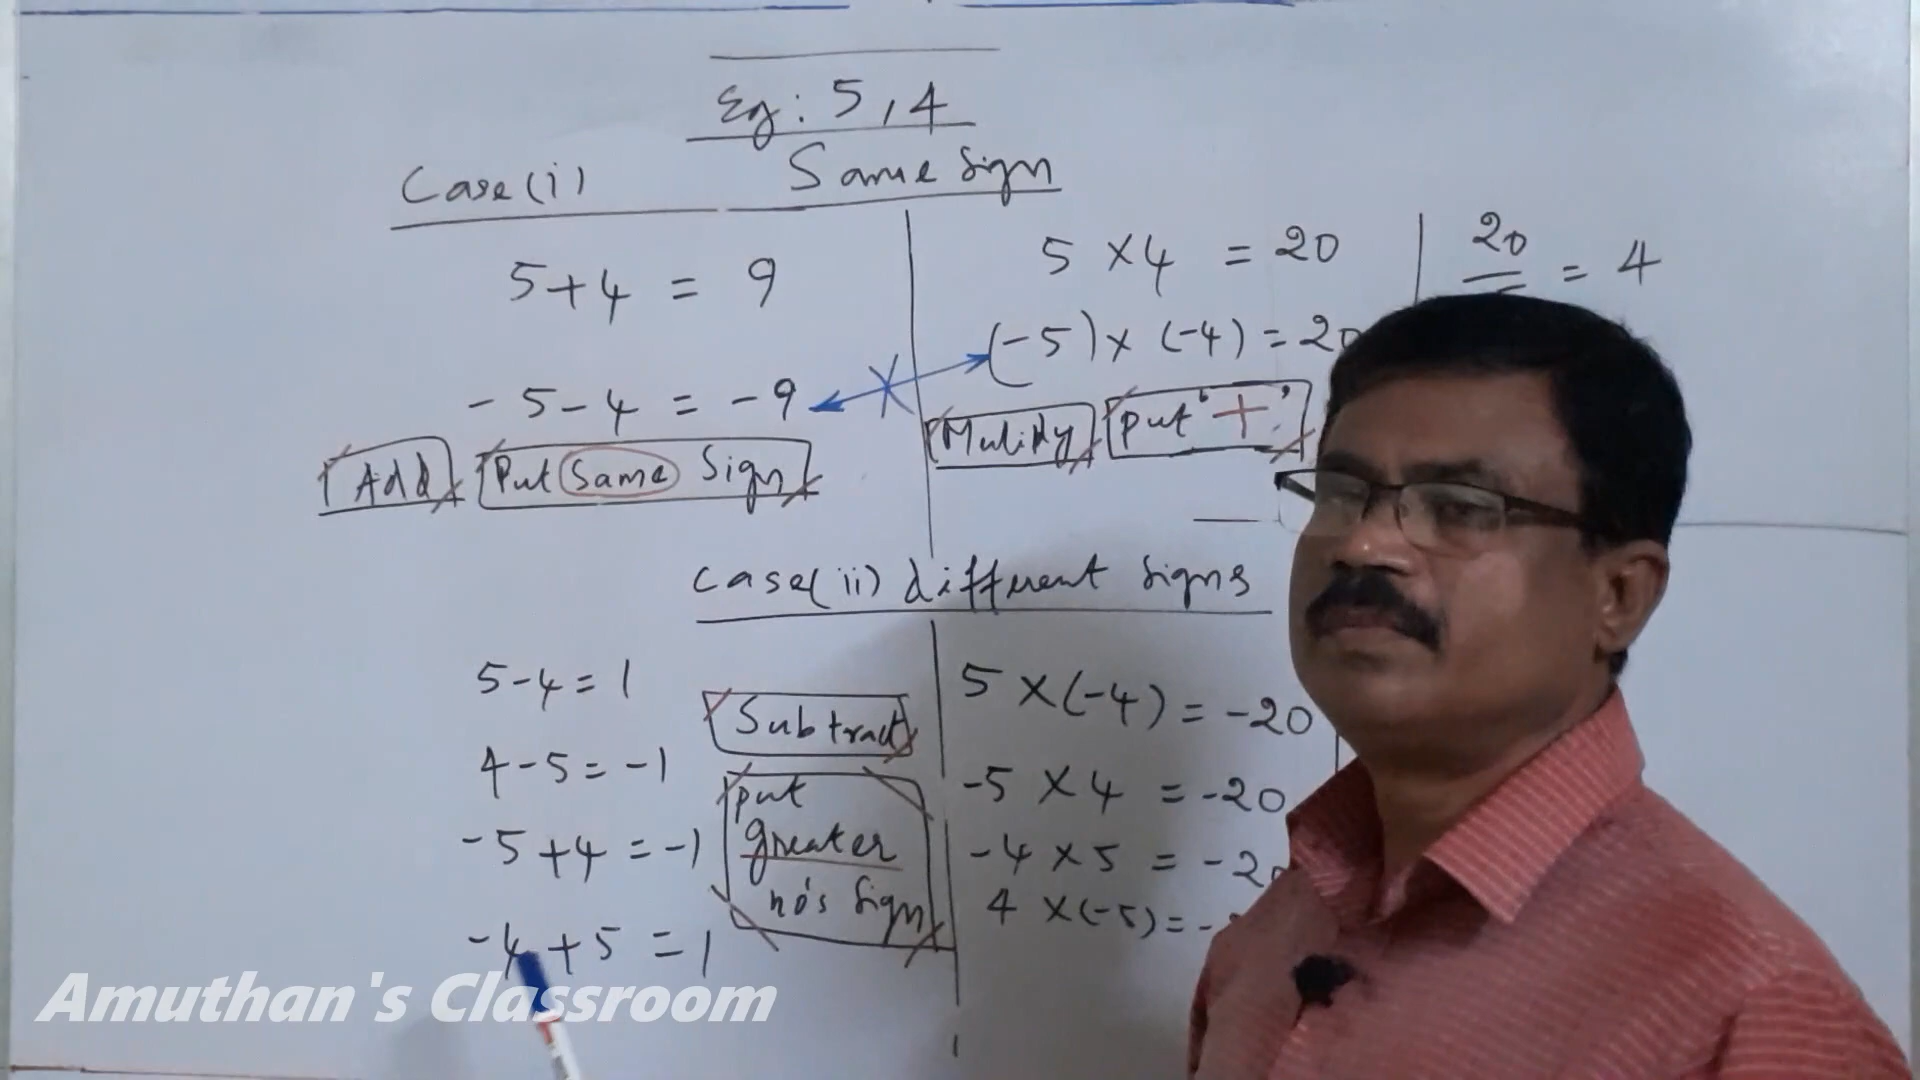 Eg: 5, 4
Case(i) Same Sign
5+4 = 9
-5-4 = -9
Add Put Same Sign
5 ×4 = 20
(-5)× (-4) = 20
Put '+'
20 = 4
Case(ii) different Signs
5-4= 1
4-5= -1
-5+4 = -1
-4+5 = 1
Subtract
put
greater
no's Sign
5 ×(-4) = -20
-5 × 4 = -20
-4 × 5 = -20
4 ×(-5)= -
Amuthan's Classroom